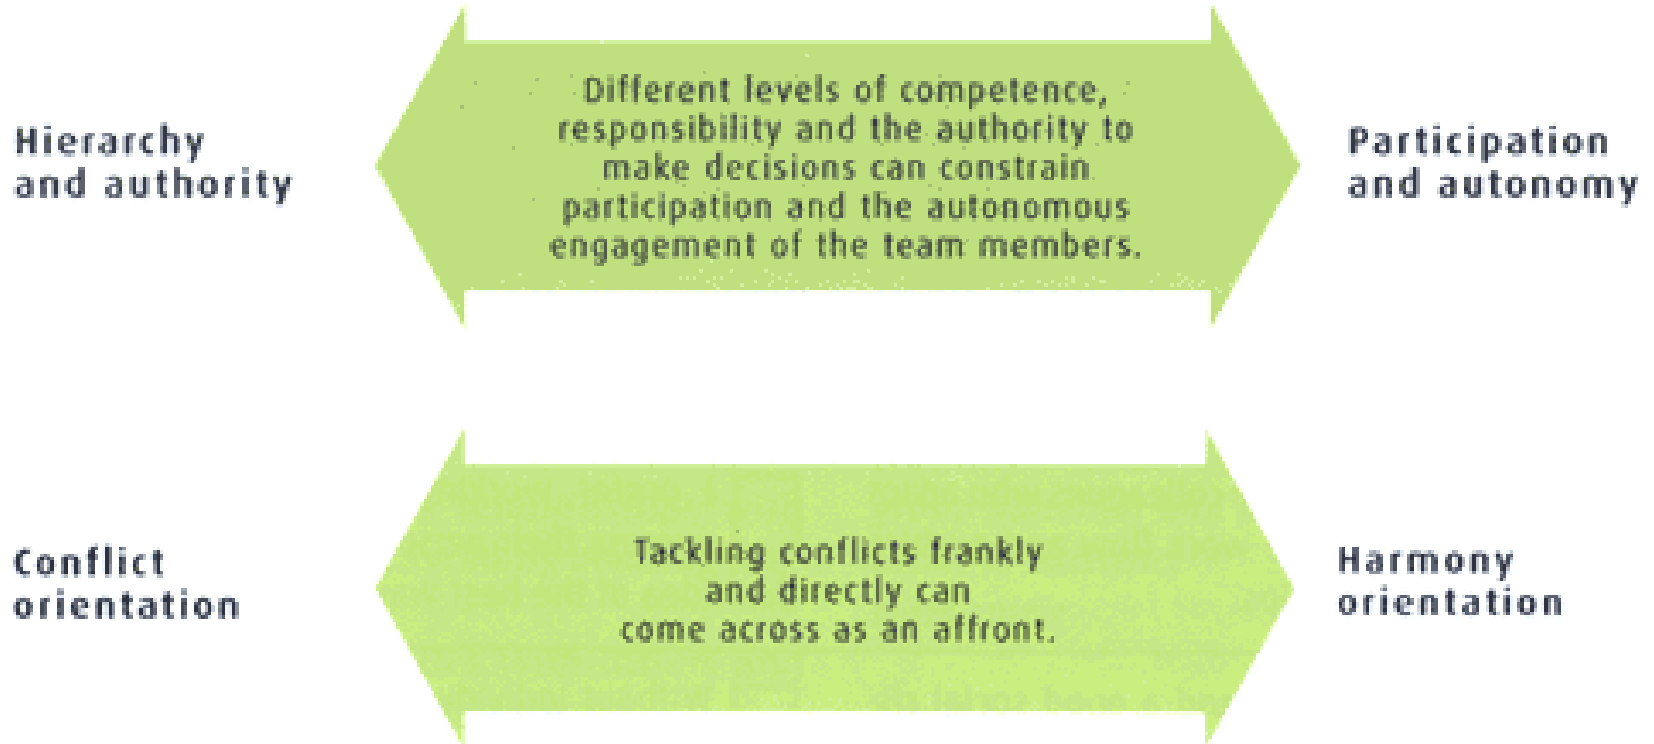 Hierarchy
and authority
Different levels of competence,
responsibility and the authority to
make decisions can constrain
participation and the autonomous
engagement of the team members.
Participation
and autonomy
Conflict
orientation
Tackling conflicts frankly
and directly can
come across as an affront.
Harmony
orientation